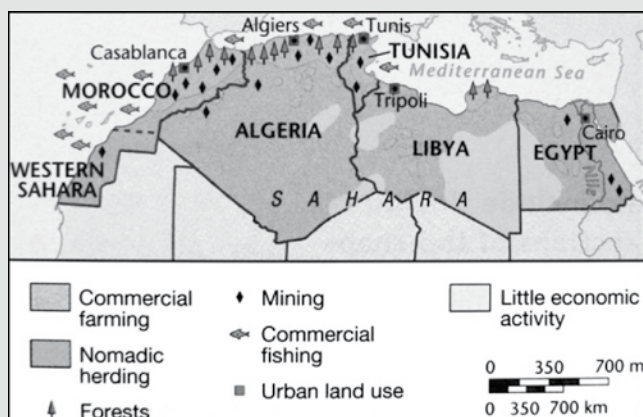 Algiers
Tunis
Casablanca
TUNISIA
Mediterranean Sea
MOROCCO
Tripoli
Cairo
ALGERIA
LIBYA
EGYPT
WESTERN
SAHARA
Nile
SAHARA
Commercial
farming
Nomadic
herding
Forests
Mining
Commercial
fishing
Urban land use
Little economic
activity
0 350 700 m
0 350 700 km